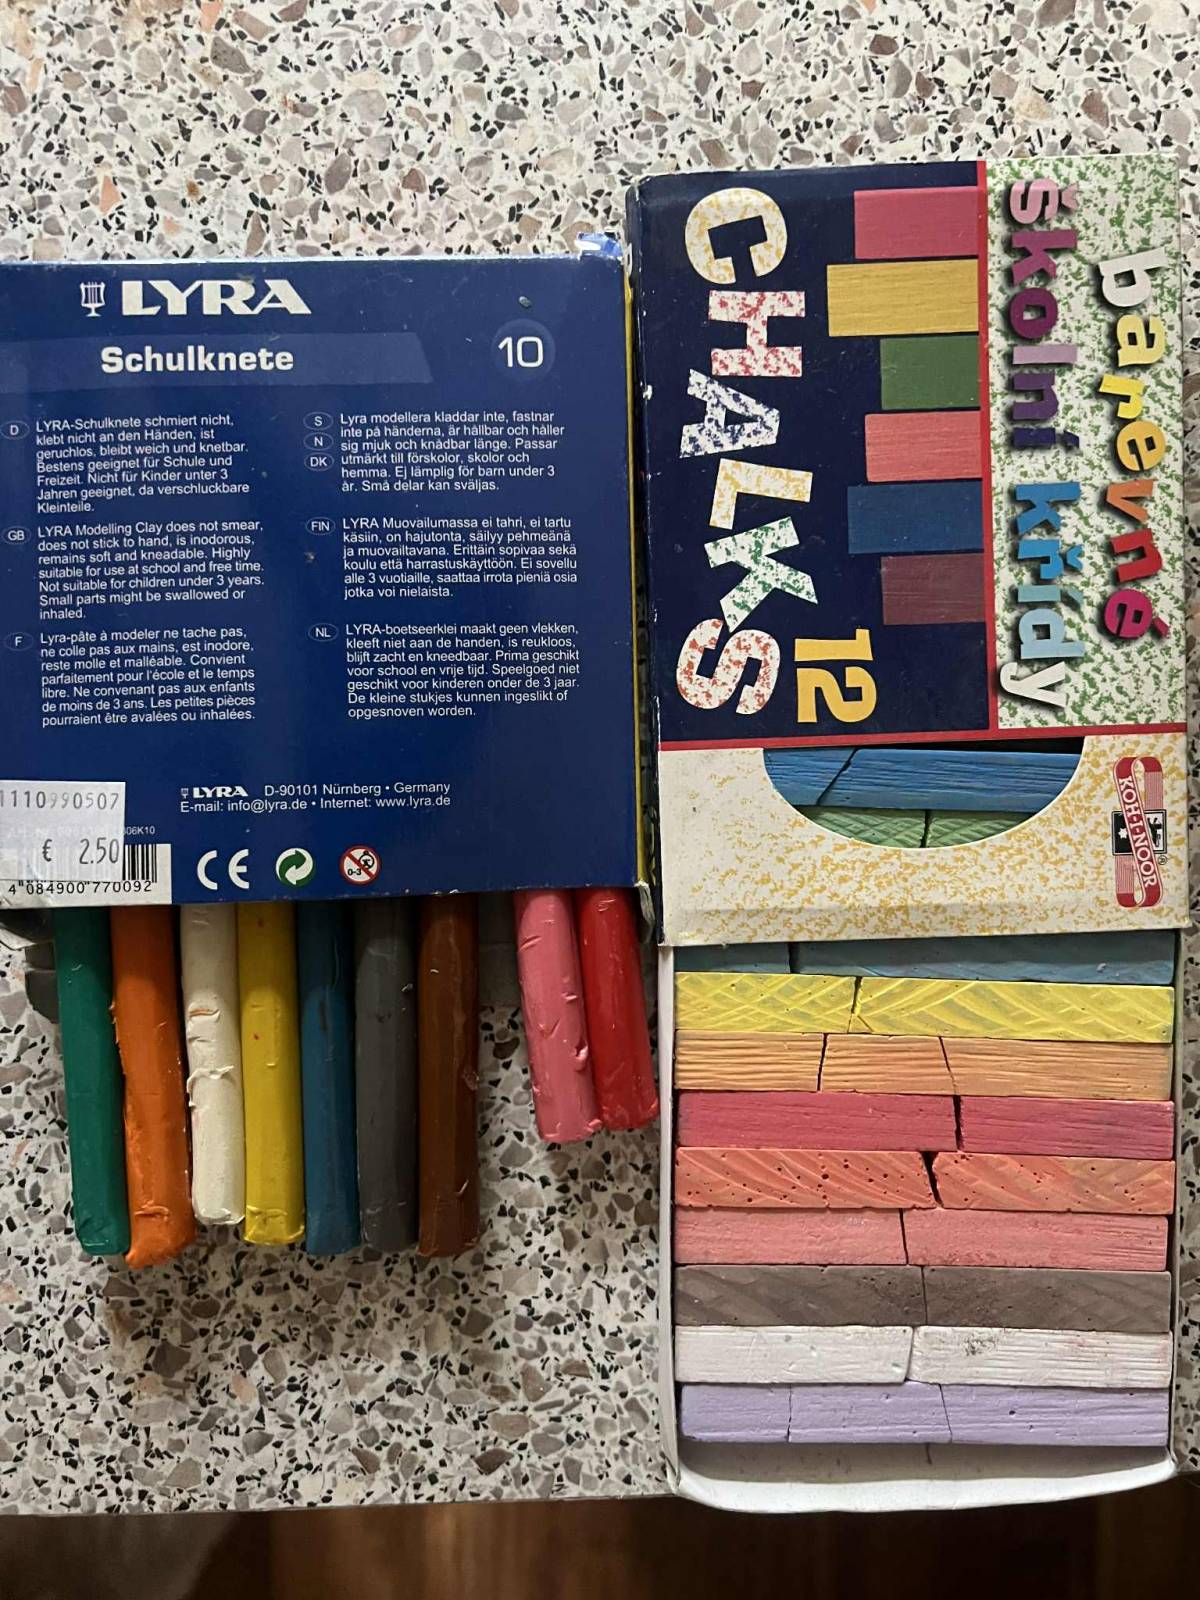 LYRA
Schulknete
10
D
LYRA-Schulknete schmiert nicht,
klebt nicht an den Händen, ist
geruchlos, bleibt weich und knetbar.
Bestens geeignet für Schule und
Freizeit. Nicht für Kinder unter 3
Jahren geeignet, da verschluckbare
Kleinteile.
GB
LYRA Modelling Clay does not smear,
does not stick to hand, is inodorous,
remains soft and kneadable. Highly
suitable for use at school and free time.
Not suitable for children under 3 years.
Small parts might be swallowed or
inhaled.
F
Lyra-pâte à modeler ne tache pas,
ne colle pas aux mains, est inodore,
reste molle et malléable. Convient
parfaitement pour l'école et le temps
libre. Ne convenant pas aux enfants
de moins de 3 ans. Les petites pièces
pourraient être avalées ou inhalées.
S
N
DK
Lyra modellera kladdar inte, fastnar
inte på händerna, är hållbar och håller
sig mjuk och knådbar länge. Passar
utmärkt till förskolor, skolor och
hemma. Ej lämplig för barn under 3
år. Små delar kan sväljas.
FIN
LYRA Muovailumassa ei tahri, ei tartu
käsiin, on hajutonta, säilyy pehmeänä
ja muovailtavana. Erittäin sopivaa sekä
koulu että harrastuskäyttöön. Ei sovellu
alle 3 vuotiaille, saattaa irrota pieniä osia
jotka voi nielaista.
NL
LYRA-boetseerklei maakt geen vlekken,
kleeft niet aan de handen, is reukloos,
blijft zacht en kneedbaar. Prima geschikt
voor school en vrije tijd. Speelgoed niet
geschikt voor kinderen onder de 3 jaar.
De kleine stukjes kunnen ingeslikt of
opgesnoven worden.
LYRA D-90101 Nürnberg • Germany
E-mail: info@lyra.de • Internet: www.lyra.de
1110990507
06K10
€ 2.50
4 084900 770092
CE
0-3
barevné
školní křídy
CHALKS
12
KOH-I-NOOR
®